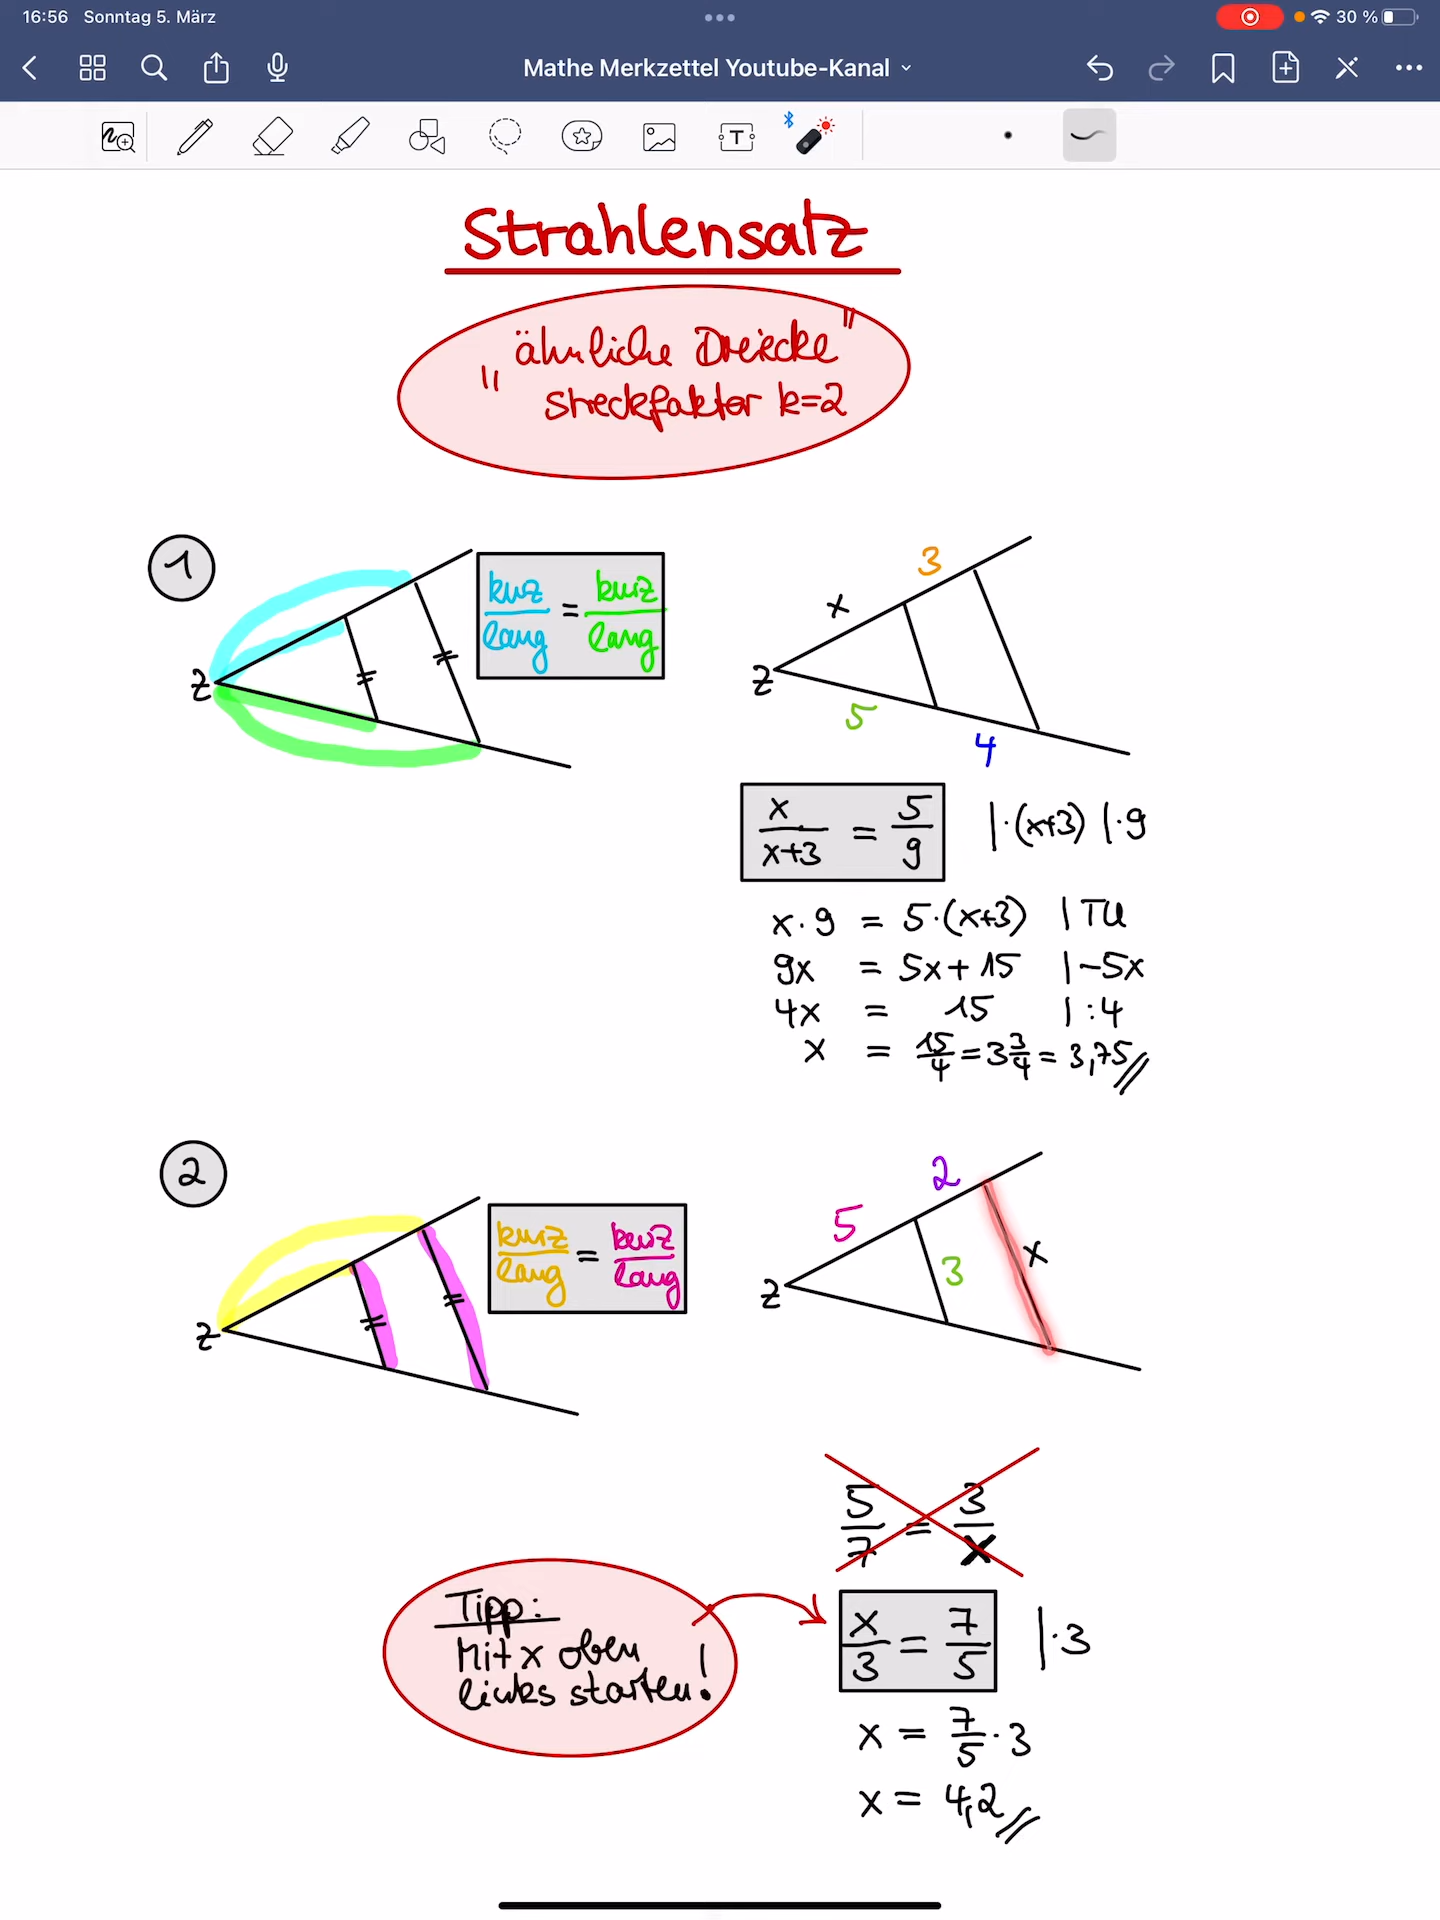 16:56 Sonntag 5. März
30 %
Mathe Merkzettel Youtube-Kanal
T
Strahlensatz
„ähnliche Dreiecke"
Streckfaktor k=2
1
kurz/lang = kurz/lang
z
3
x
z
5
4
x/(x+3) = 5/9 |·(x+3) |·9
x·9 = 5·(x+3) | TU
9x = 5x+15 |-5x
4x = 15 |:4
x = 15/4 = 3 3/4 = 3,75
2
kurz/lang = kurz/lang
z
2
5
3
x
z
5/7 = 3/x
Tipp:
Mit x oben
links starten!
x/3 = 7/5 |·3
x = 7/5 · 3
x = 4,2